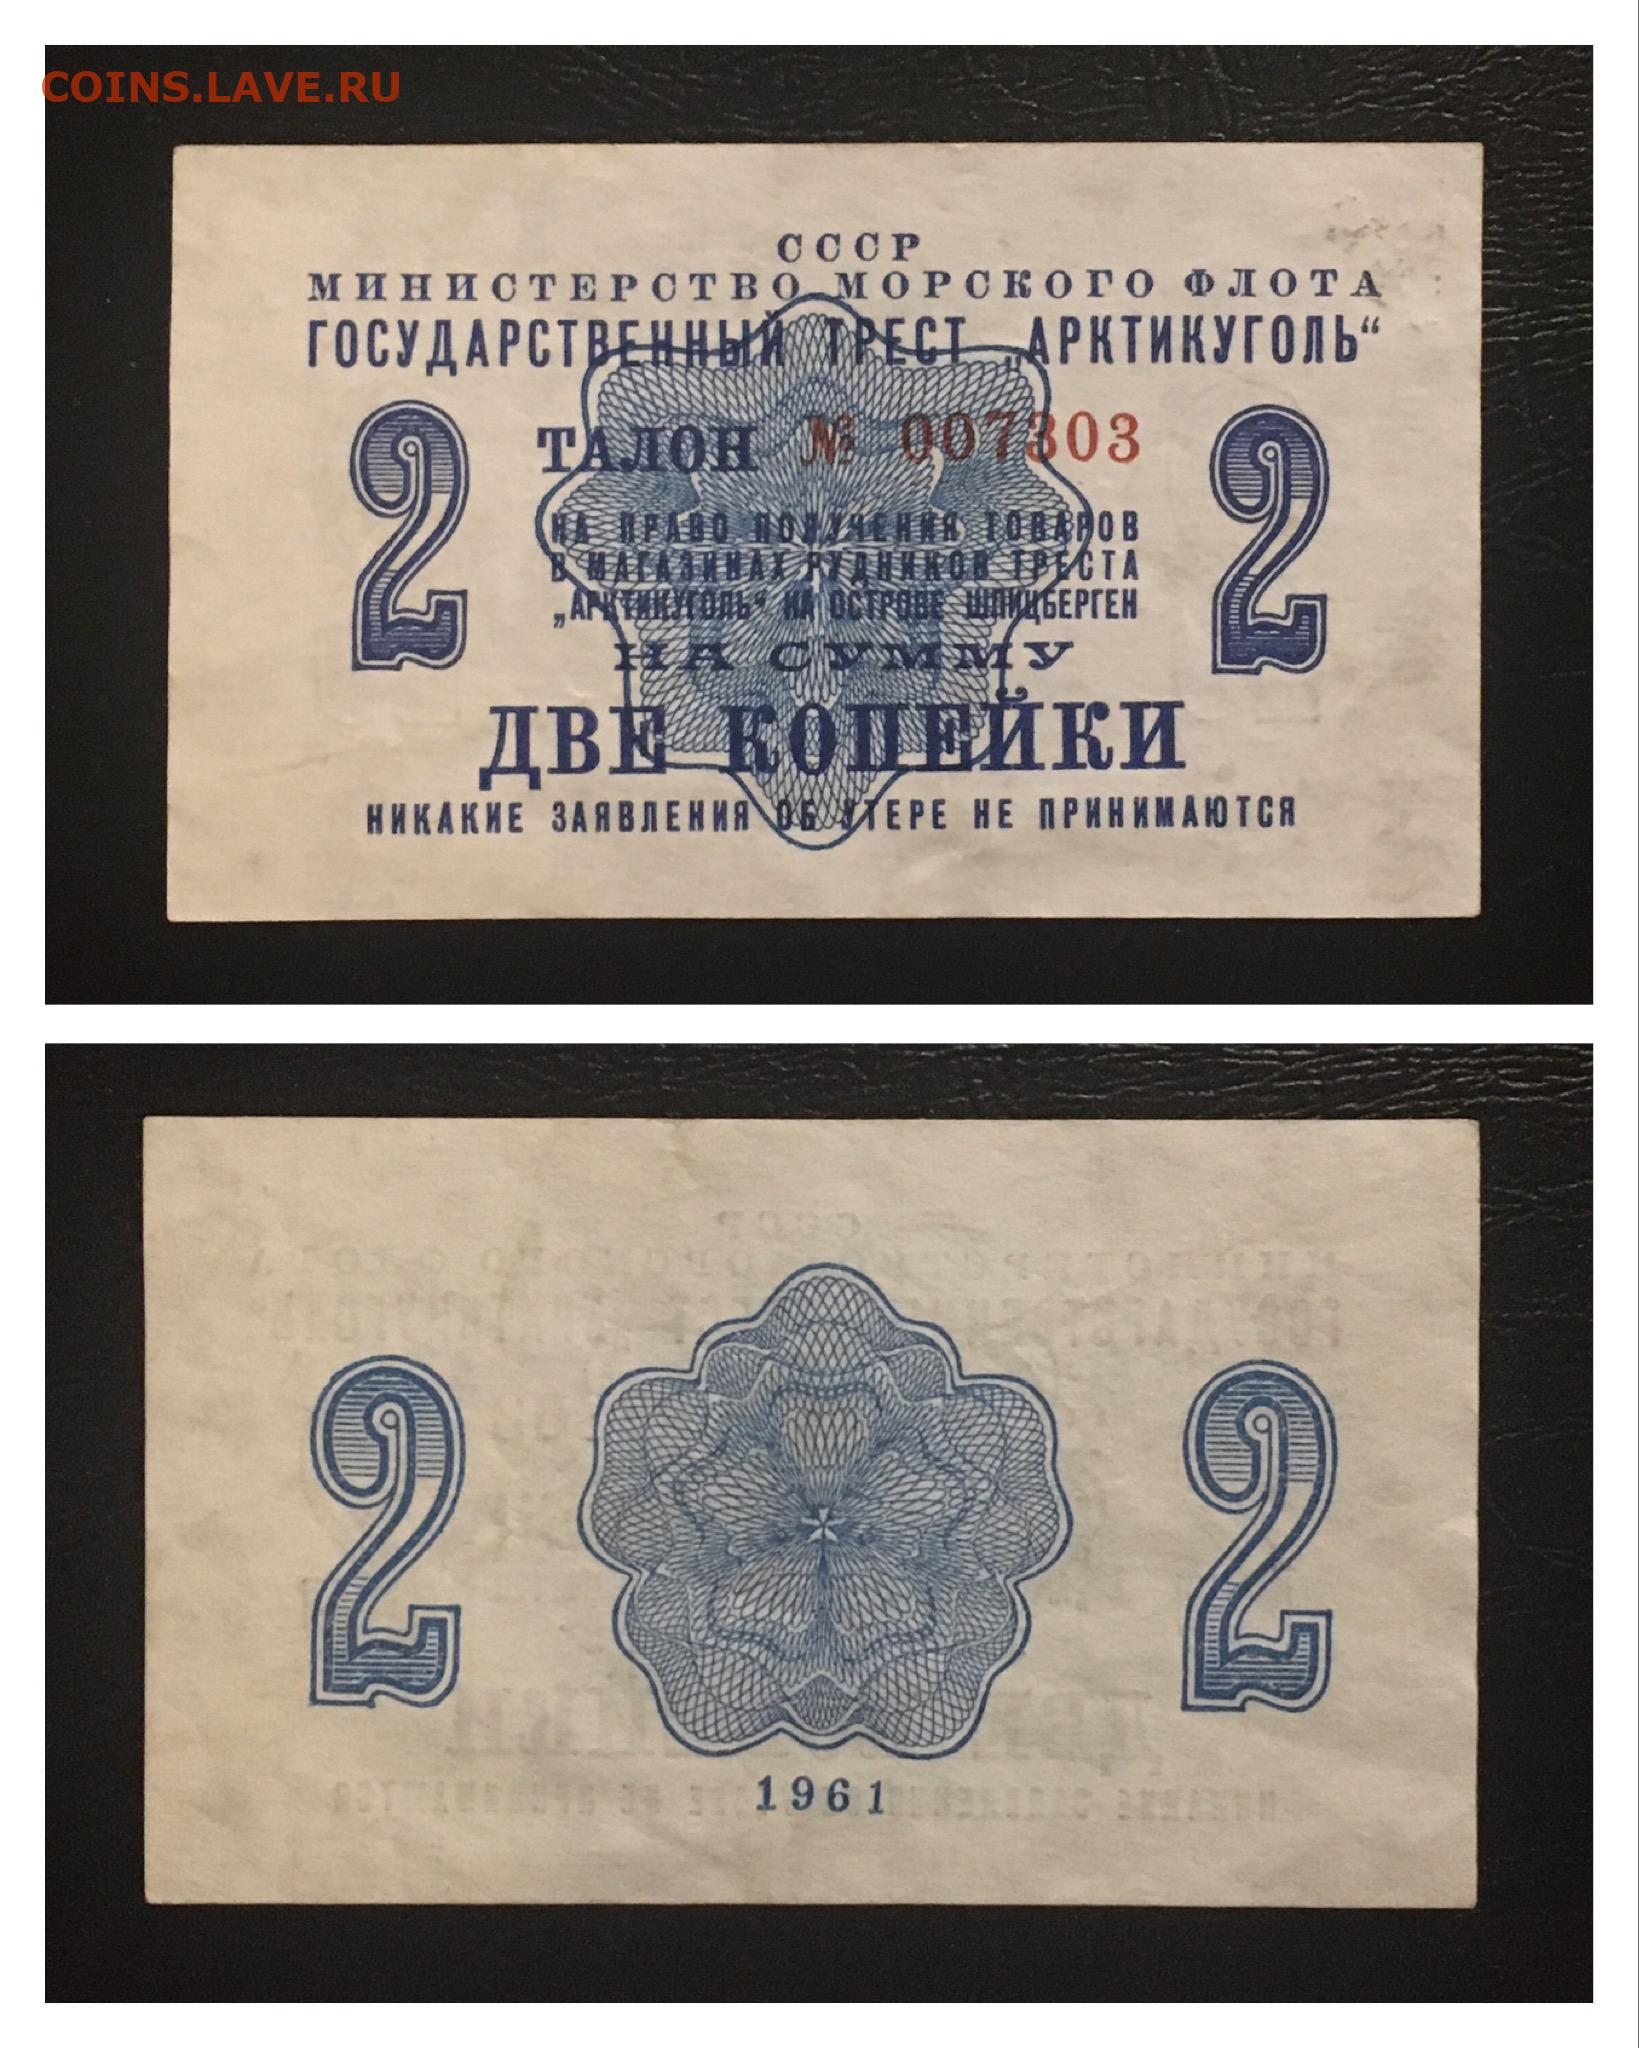 COINS.LAVE.RU
СССР
МИНИСТЕРСТВО МОРСКОГО ФЛОТА
ГОСУДАРСТВЕННЫЙ ТРЕСТ „АРКТИКУГОЛЬ“
2 ТАЛОН № 007303 2
НА ПРАВО ПОЛУЧЕНИЯ ТОВАРОВ
В МАГАЗИНАХ РУДНИКОВ ТРЕСТА
„АРКТИКУГОЛЬ“ НА ОСТРОВЕ ШПИЦБЕРГЕН
НА СУММУ
ДВЕ КОПЕЙКИ
НИКАКИЕ ЗАЯВЛЕНИЯ ОБ УТЕРЕ НЕ ПРИНИМАЮТСЯ
2 2
1961